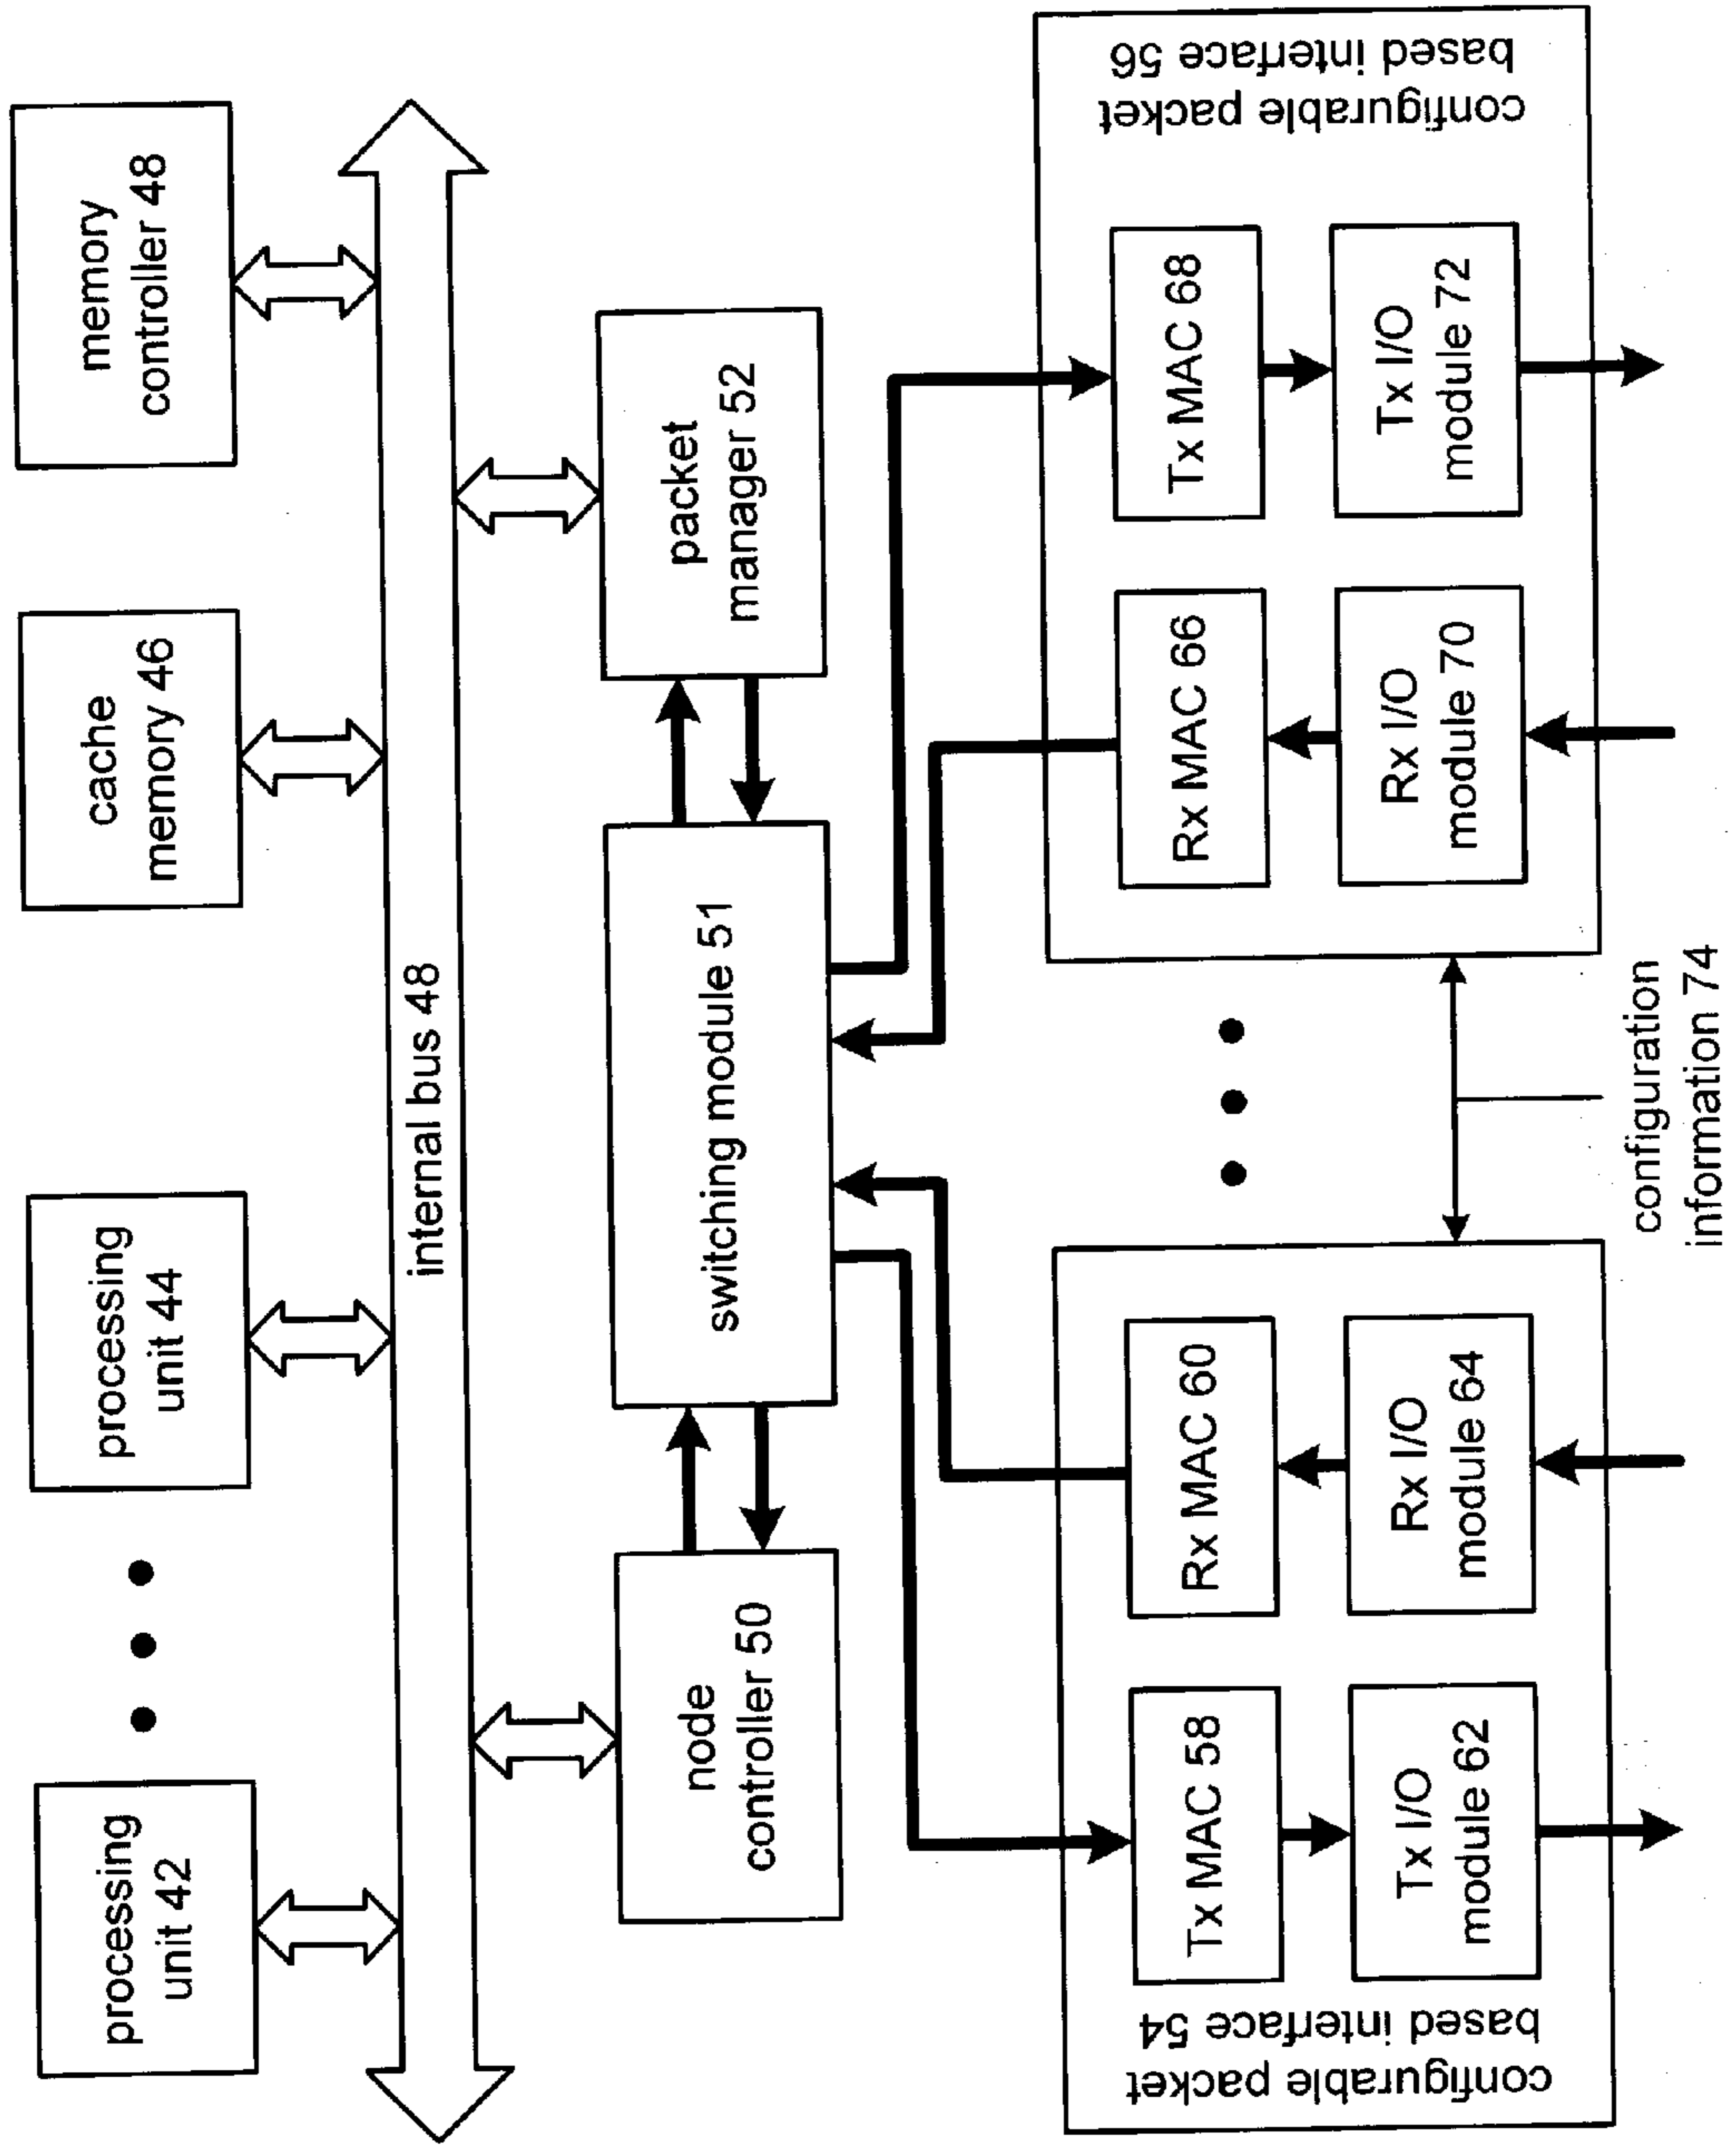 processing
unit 42
processing
unit 44
cache
memory 46
memory
controller 48
internal bus 48
node
controller 50
switching module 51
packet
manager 52
configurable packet
based interface 54
Tx MAC 58
Rx MAC 60
Tx I/O
module 62
Rx I/O
module 64
configuration
information 74
Rx MAC 66
Tx MAC 68
Rx I/O
module 70
Tx I/O
module 72
configurable packet
based interface 56